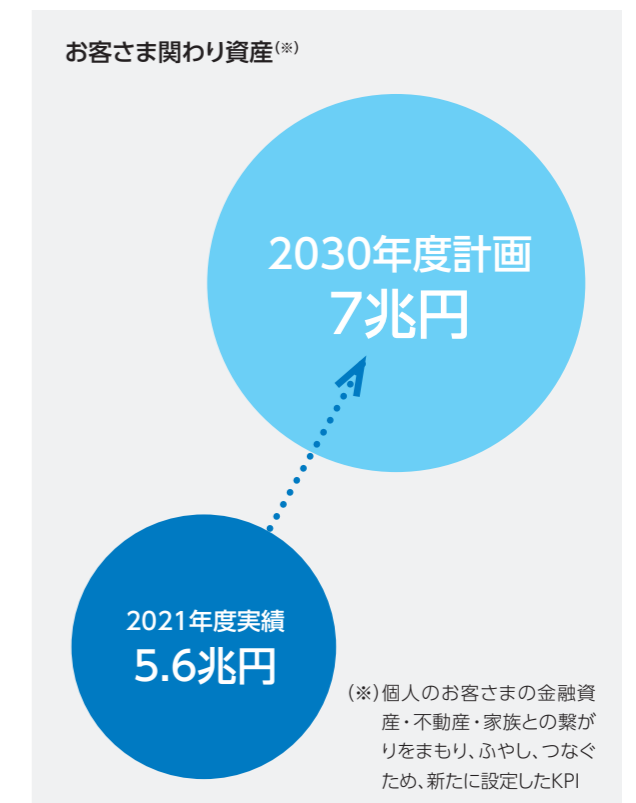 お客さま関わり資産(※)
2030年度計画
7兆円
2021年度実績
5.6兆円
(※)個人のお客さまの金融資
産・不動産・家族との繋が
りをまもり、ふやし、つなぐ
ため、新たに設定したKPI